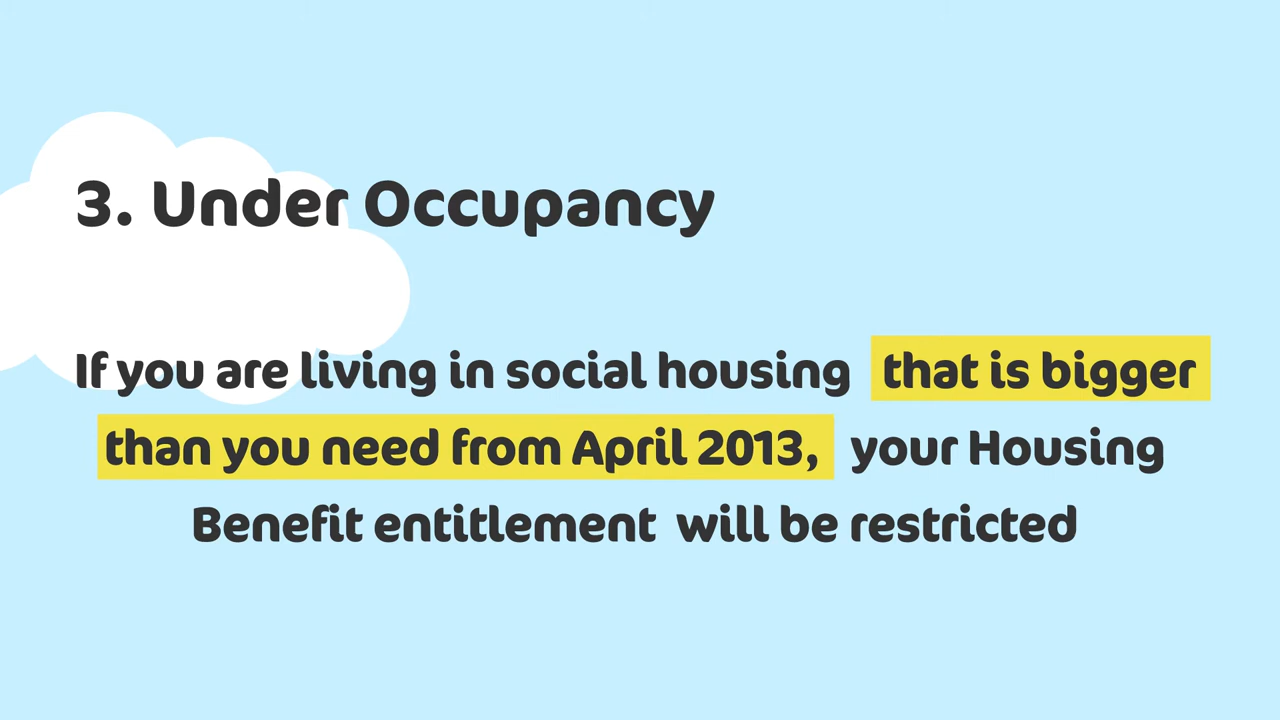 3. Under Occupancy
If you are living in social housing that is bigger
than you need from April 2013, your Housing
Benefit entitlement will be restricted